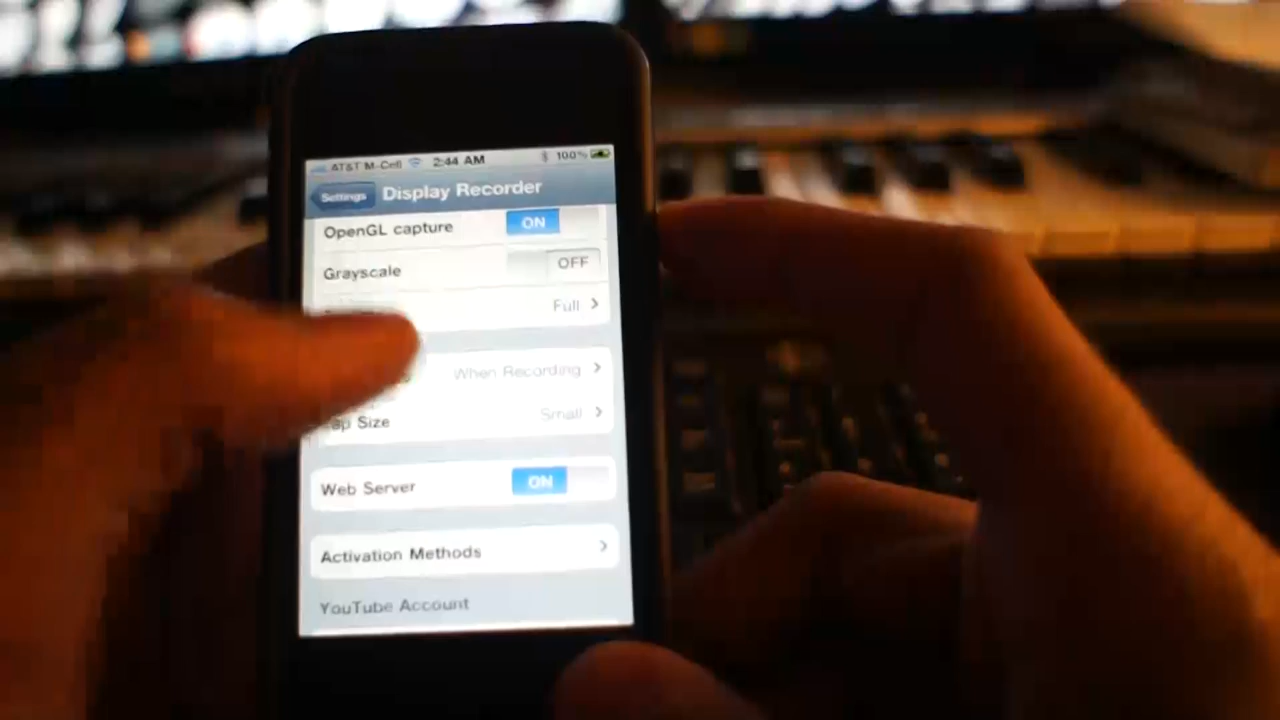 AT&T M-Cell 2:44 AM 100%
Settings Display Recorder
OpenGL capture ON
Grayscale OFF
Full
When Recording
Size Small
Web Server ON
Activation Methods
YouTube Account